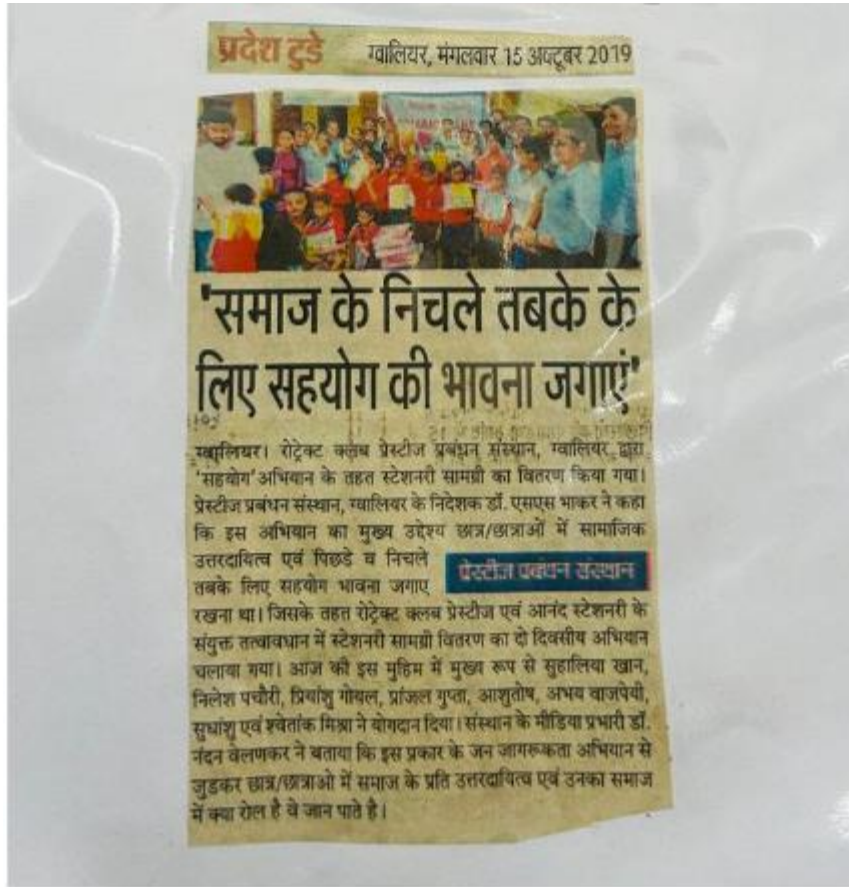 प्रदेश टुडे ग्वालियर, मंगलवार 15 अक्टूबर 2019
'समाज के निचले तबके के
लिए सहयोग की भावना जगाएं'
ग्वालियर। रोट्रेक्ट क्लब प्रेस्टीज प्रबंधन संस्थान, ग्वालियर द्वारा
'सहयोग' अभियान के तहत स्टेशनरी सामग्री का वितरण किया गया।
प्रेस्टीज प्रबंधन संस्थान, ग्वालियर के निदेशक डॉ. एसएस भाकर ने कहा
कि इस अभियान का मुख्य उद्देश्य छात्र/छात्राओं में सामाजिक
उत्तरदायित्व एवं पिछडे व निचले
तबके लिए सहयोग भावना जगाए
प्रेस्टीज प्रबंधन संस्थान
रखना था। जिसके तहत रोट्रेक्ट क्लब प्रेस्टीज एवं आनंद स्टेशनरी के
संयुक्त तत्वावधान में स्टेशनरी सामग्री वितरण का दो दिवसीय अभियान
चलाया गया। आज की इस मुहिम में मुख्य रूप से सुहालिया खान,
निलेश पचौरी, प्रियांशु गोयल, प्रांजल गुप्ता, आशुतोष, अभय वाजपेयी,
सुधांशु एवं श्वेतांक मिश्रा ने योगदान दिया। संस्थान के मीडिया प्रभारी डॉ.
नंदन वेलणकर ने बताया कि इस प्रकार के जन जागरूकता अभियान से
जुडकर छात्र/छात्राओ में समाज के प्रति उत्तरदायित्व एवं उनका समाज
में क्या रोल है वे जान पाते है।